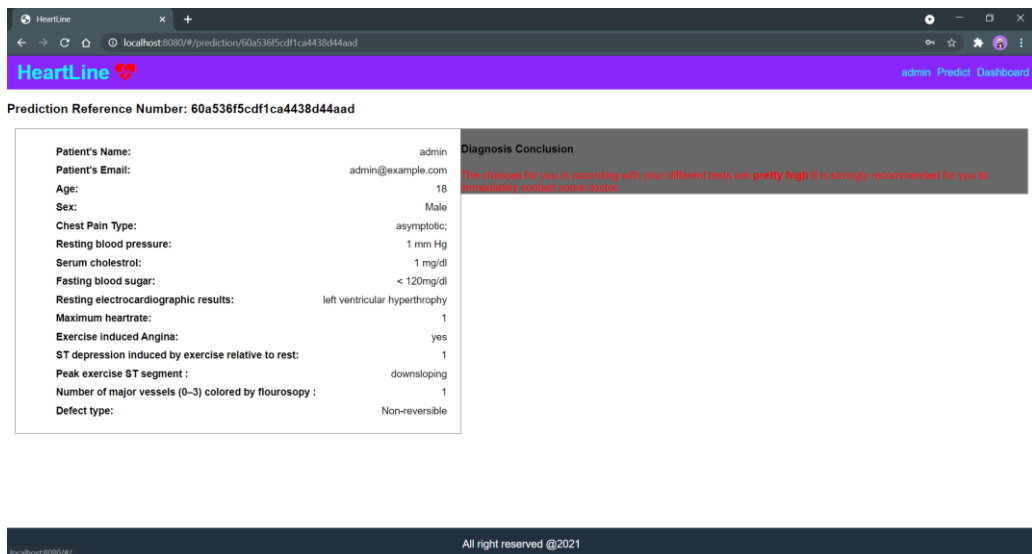 HeartLine
localhost:8080/#/prediction/60a536f5cdf1ca4438d44aad
HeartLine
admin Predict Dashboard
Prediction Reference Number: 60a536f5cdf1ca4438d44aad
Patient's Name: admin
Patient's Email: admin@example.com
Age: 18
Sex: Male
Chest Pain Type: asymptotic;
Resting blood pressure: 1 mm Hg
Serum cholestrol: 1 mg/dl
Fasting blood sugar: < 120mg/dl
Resting electrocardiographic results: left ventricular hyperthrophy
Maximum heartrate: 1
Exercise induced Angina: yes
ST depression induced by exercise relative to rest: 1
Peak exercise ST segment : downsloping
Number of major vessels (0–3) colored by flourosopy : 1
Defect type: Non-reversible
Diagnosis Conclusion
The chances for you in according with your different tests are pretty high It is strongly recommended for you to
immediately contact some doctor.
All right reserved @2021
localhost:8080/#/